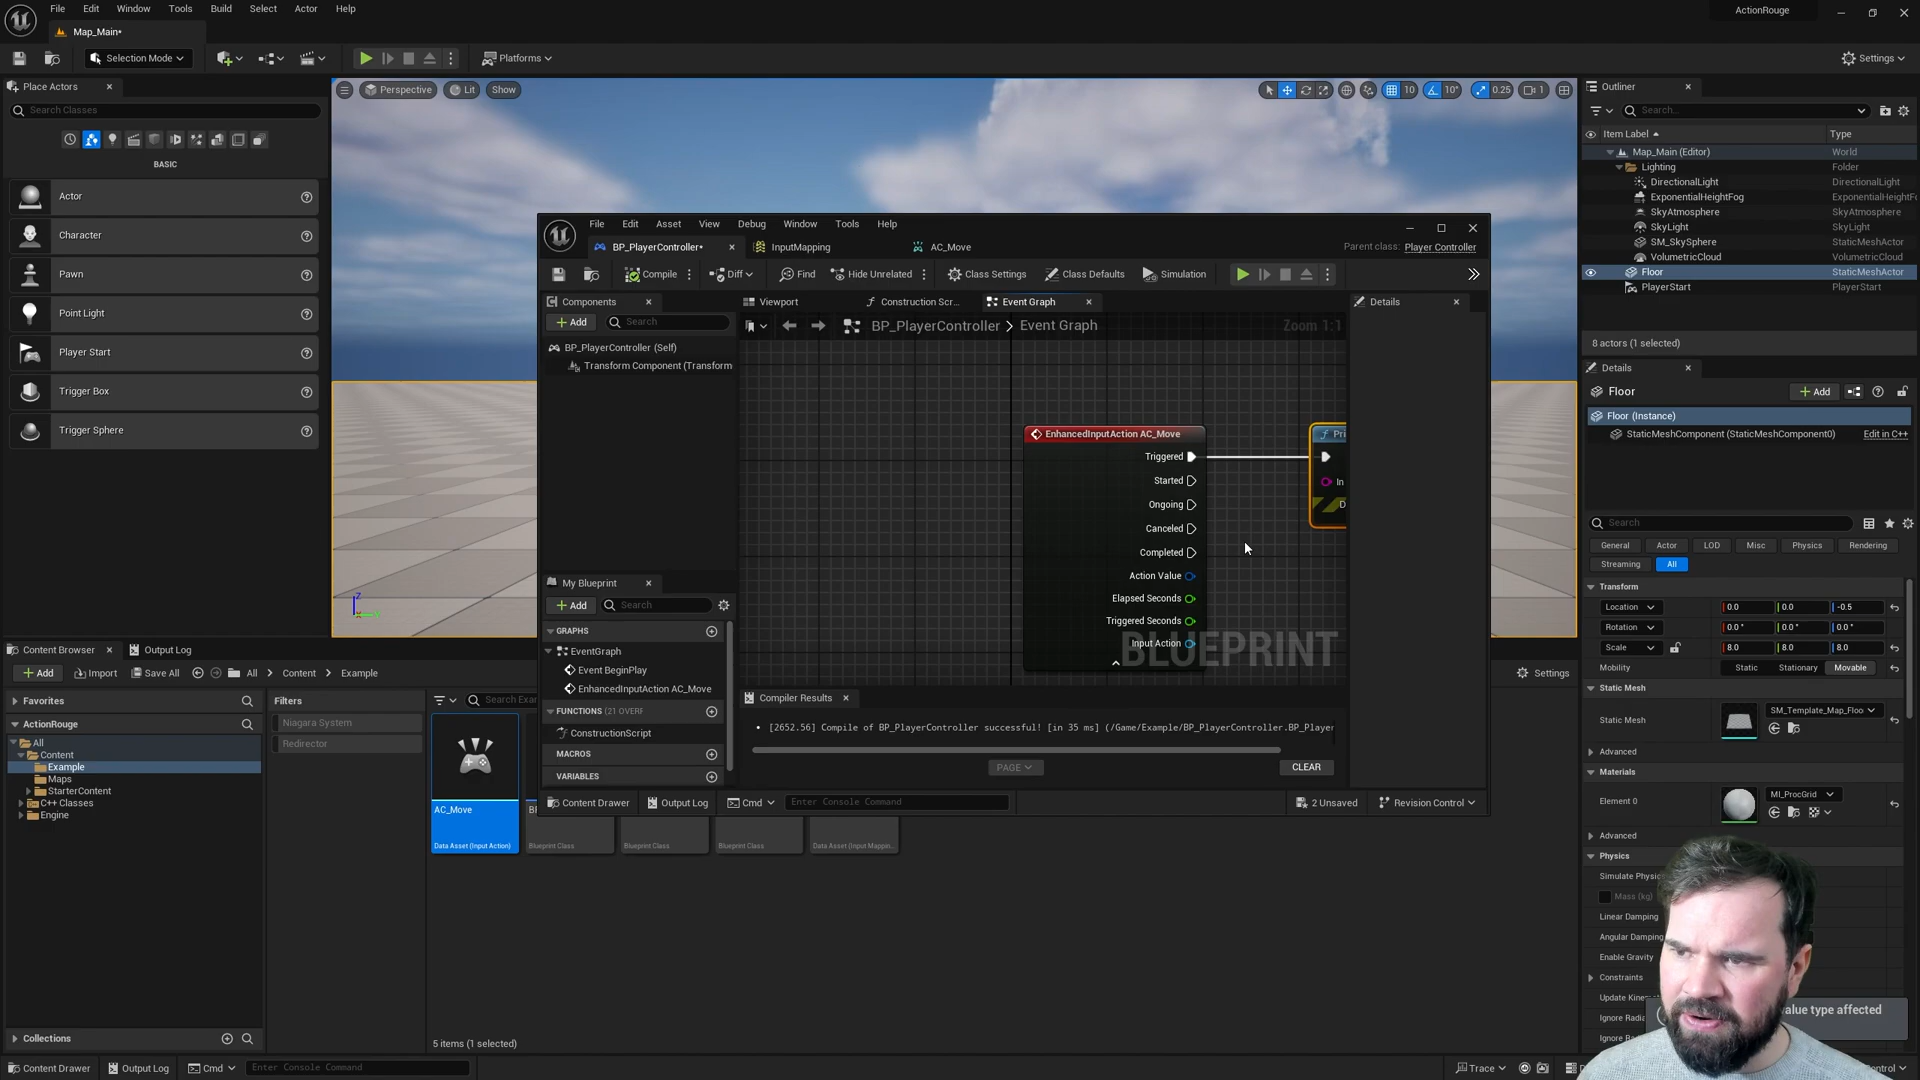 File Edit Window Tools Build Select Actor Help
ActionRouge
Map_Main*
Selection Mode
Platforms
Settings
Place Actors
Search Classes
BASIC
Actor
Character
Pawn
Point Light
Player Start
Trigger Box
Trigger Sphere
Perspective Lit Show
10 10° 0.25 1
Outliner
Search...
Item Label Type
Map_Main (Editor) World
Lighting Folder
DirectionalLight DirectionalLight
ExponentialHeightFog ExponentialHeightFo
SkyAtmosphere SkyAtmosphere
SkyLight SkyLight
SM_SkySphere StaticMeshActor
VolumetricCloud VolumetricCloud
Floor StaticMeshActor
PlayerStart PlayerStart
8 actors (1 selected)
Details
Floor
Add
Floor (Instance)
StaticMeshComponent (StaticMeshComponent0) Edit in C++
Search
General Actor LOD Misc Physics Rendering
Streaming All
Transform
Location 0.0 0.0 -0.5
Rotation 0.0° 0.0° 0.0°
Scale 8.0 8.0 8.0
Mobility Static Stationary Movable
Static Mesh
Static Mesh SM_Template_Map_Floo
Advanced
Materials
Element 0 MI_ProcGrid
Advanced
Physics
Simulate Physic
Mass (kg)
Linear Damping
Angular Damping
Enable Gravity
Constraints
Update Kinem
Ignore Radia
Ignore Radi
alue type affected
File Edit Asset View Debug Window Tools Help
BP_PlayerController* InputMapping AC_Move
Parent class: Player Controller
Compile Diff Find Hide Unrelated Class Settings Class Defaults Simulation
Components
Add Search
BP_PlayerController (Self)
Transform Component (Transform
Viewport Construction Scr... Event Graph
BP_PlayerController > Event Graph Zoom 1:1
Details
EnhancedInputAction AC_Move
Triggered
Started
Ongoing
Canceled
Completed
Action Value
Elapsed Seconds
Triggered Seconds
Input Action
Pri
In
D
BLUEPRINT
My Blueprint
Add Search
GRAPHS
EventGraph
Event BeginPlay
EnhancedInputAction AC_Move
FUNCTIONS (21 OVERR
ConstructionScript
MACROS
VARIABLES
Compiler Results
[2652.56] Compile of BP_PlayerController successful! [in 35 ms] (/Game/Example/BP_PlayerController.BP_Player
PAGE CLEAR
Content Drawer Output Log Cmd Enter Console Command 2 Unsaved Revision Control
Content Browser Output Log
Add Import Save All All > Content > Example
Settings
Favorites
ActionRouge
All
Content
Example
Maps
StarterContent
C++ Classes
Engine
Collections
Filters
Niagara System
Redirector
Search
AC_Move
Data Asset (Input Action)
BP
Blueprint Class
Blueprint Class
Blueprint Class
Data Asset (Input Mappin...
5 items (1 selected)
Content Drawer Output Log Cmd Enter Console Command
Trace